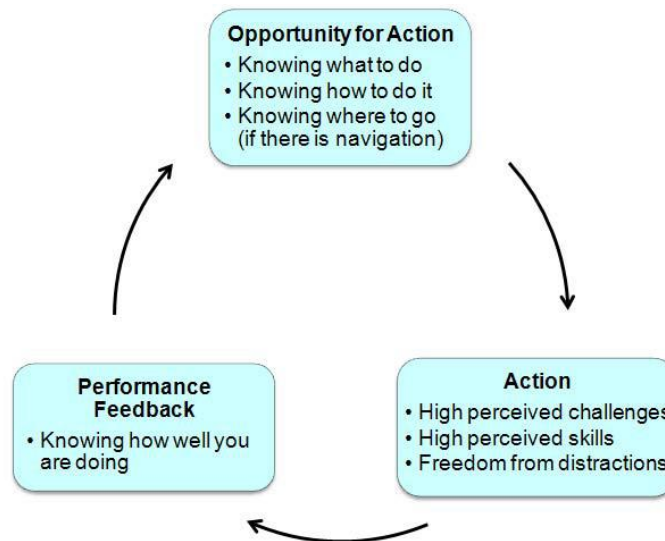 Opportunity for Action
• Knowing what to do
• Knowing how to do it
• Knowing where to go
(if there is navigation)
Action
• High perceived challenges
• High perceived skills
• Freedom from distractions
Performance
Feedback
• Knowing how well you
are doing